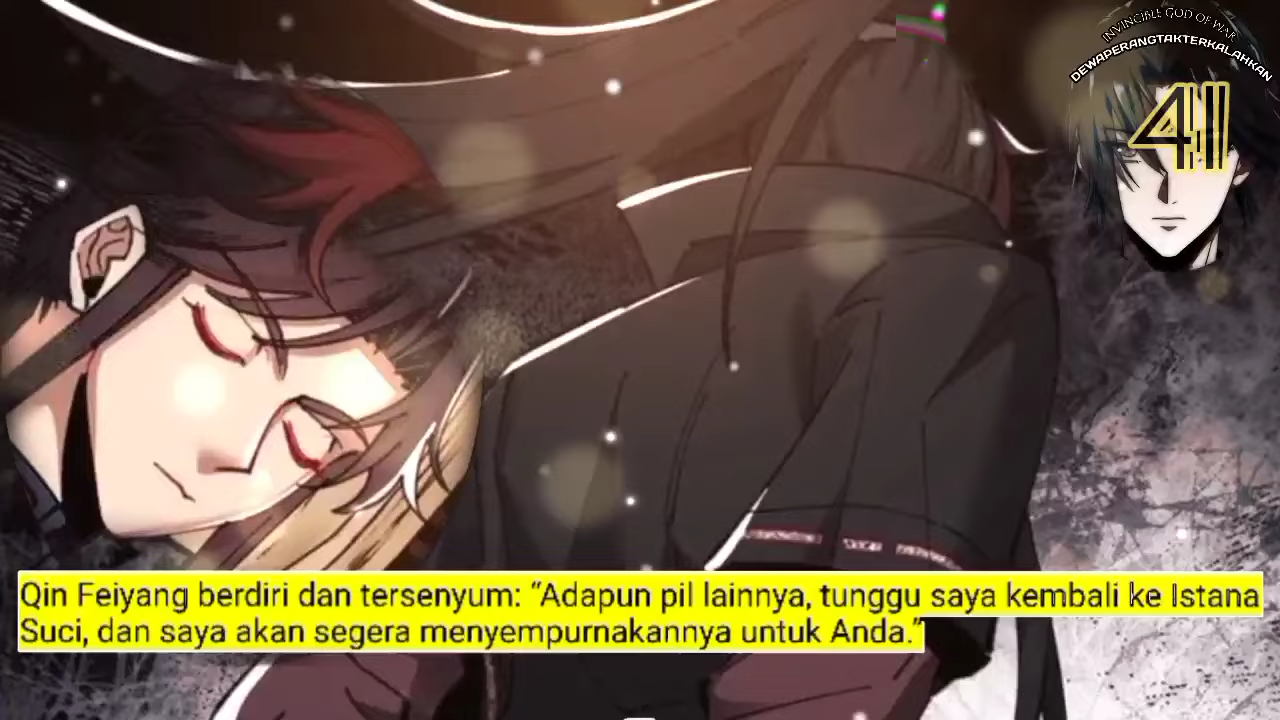 INVINCIBLE GOD OF WAR
DEWAPERANGTAKTERKALAHKAN
41
Qin Feiyang berdiri dan tersenyum: “Adapun pil lainnya, tunggu saya kembali ke Istana
Suci, dan saya akan segera menyempurnakannya untuk Anda.”